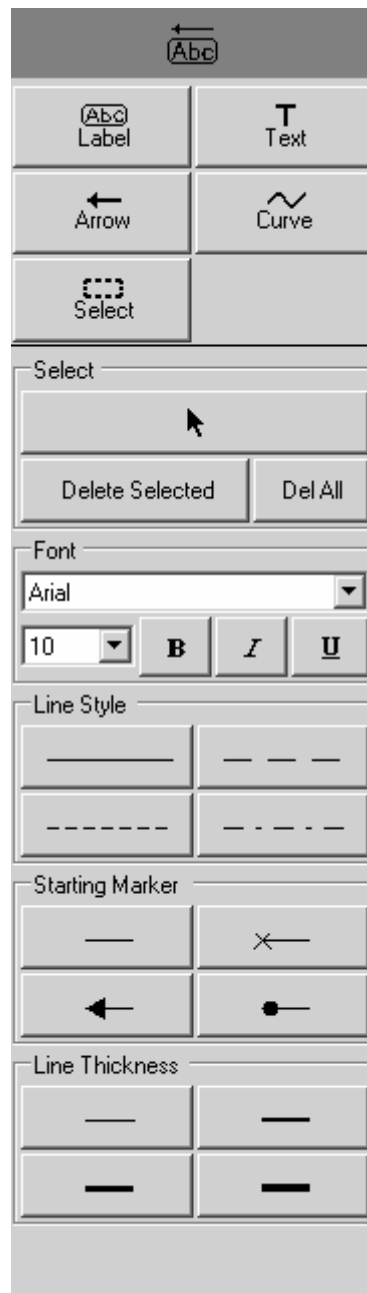 Abc
Abc
Label
T
Text
Arrow
Curve
Select
Select
Delete Selected
Del All
Font
Arial
10
B
I
U
Line Style
Starting Marker
Line Thickness